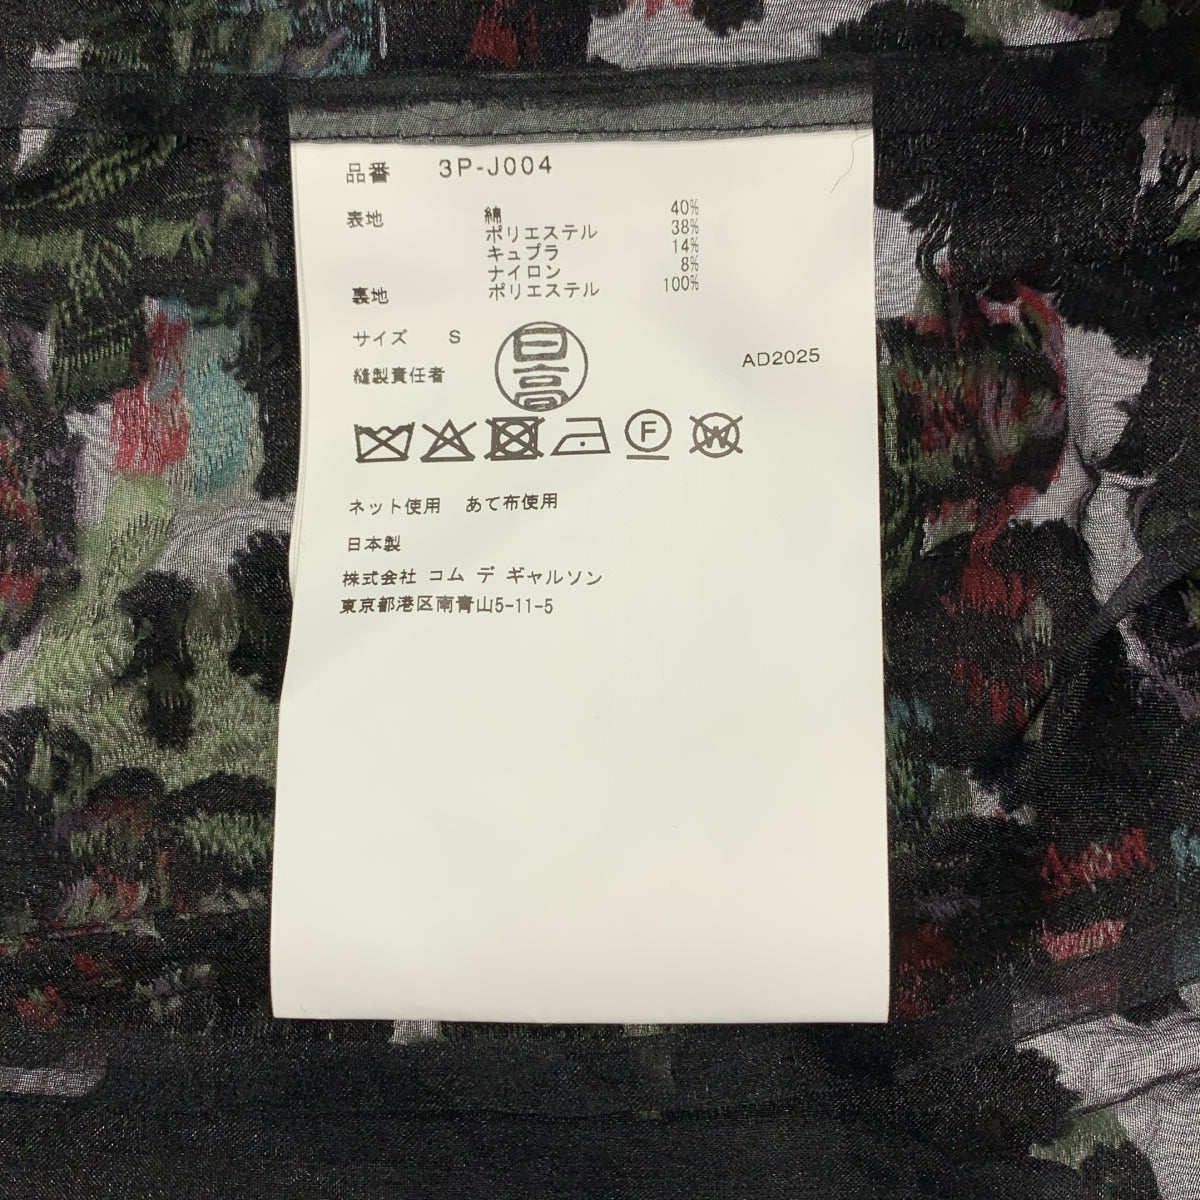 品番 3P-J004
表地 綿 40%
ポリエステル 38%
キュプラ 14%
ナイロン 8%
裏地 ポリエステル 100%
サイズ S
縫製責任者 日高
AD2025
F
W
ネット使用 あて布使用
日本製
株式会社 コム デ ギャルソン
東京都港区南青山5-11-5